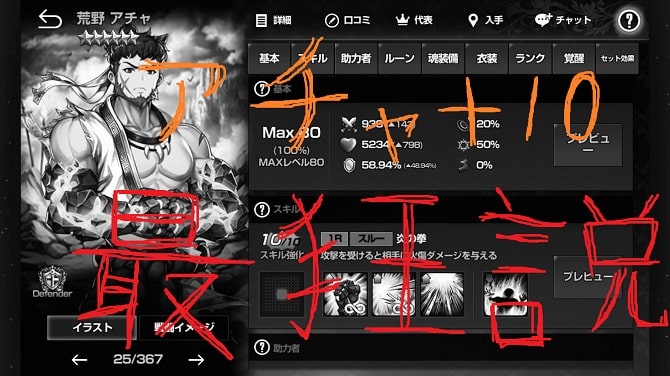 荒野 アチャ
詳細 口コミ 代表 入手 チャット ?
基本 スキル 助力者 ルーン 魂装備 衣装 ランク 覚醒 セット効果
アチャ+10
? 基本
Max 80
(100%)
MAXレベル80
5234 (▲798)
58.94% (▲48.94%)
20%
50%
0%
プレビュー
最狂説
? スキル
10/10
スキル強化
1R スルー 炎の拳
攻撃を受けると相手に火傷ダメージを与える
プレビュー
Defender
イラスト 戦闘イメージ
← 25/367 →
? 助力者